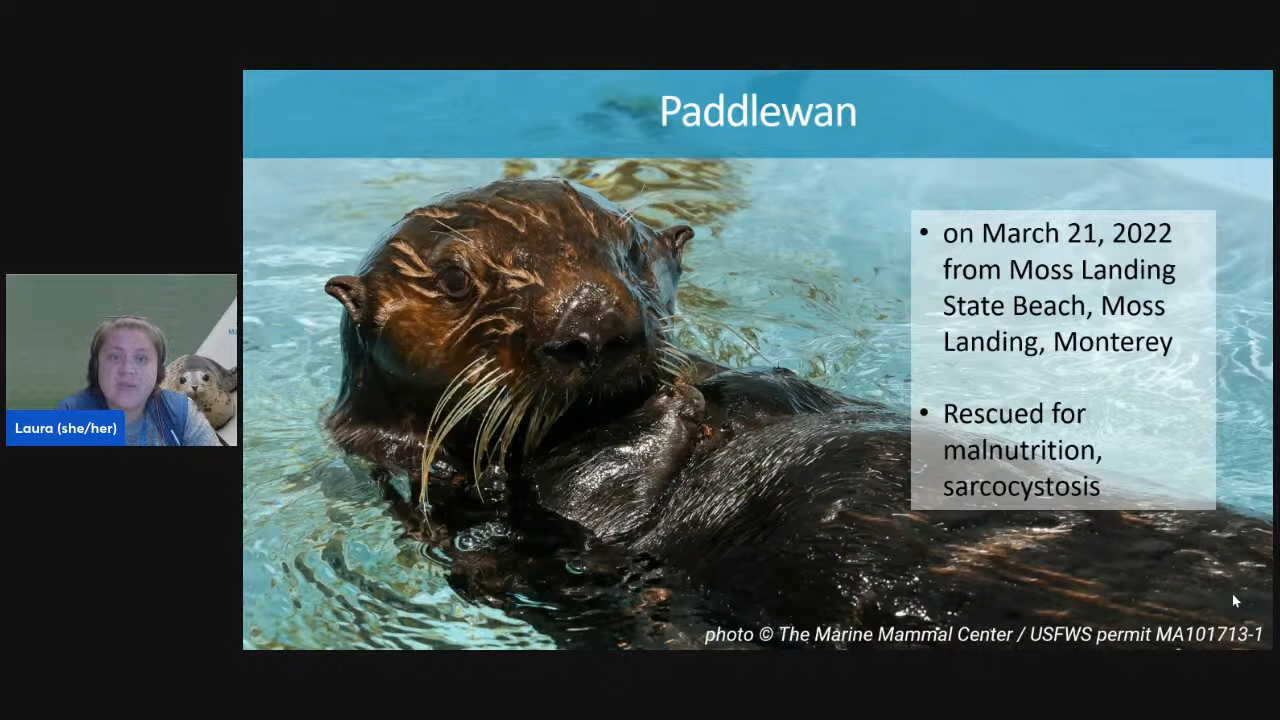 Paddlewan
• on March 21, 2022
from Moss Landing
State Beach, Moss
Landing, Monterey
• Rescued for
malnutrition,
sarcocystosis
Laura (she/her)
photo © The Marine Mammal Center / USFWS permit MA101713-1